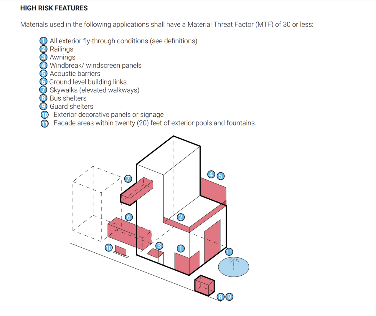 HIGH RISK FEATURES
Materials used in the following applications shall have a Material Threat Factor (MTF) of 30 or less:
All exterior fly through conditions (see definitions)
Railings
Awnings
Windbreak/ windscreen panels
Acoustic barriers
Ground level building links
Skywalks (elevated walkways)
Bus shelters
Guard shelters
Exterior decorative panels or signage
Facade areas within twenty (20) feet of exterior pools and fountains